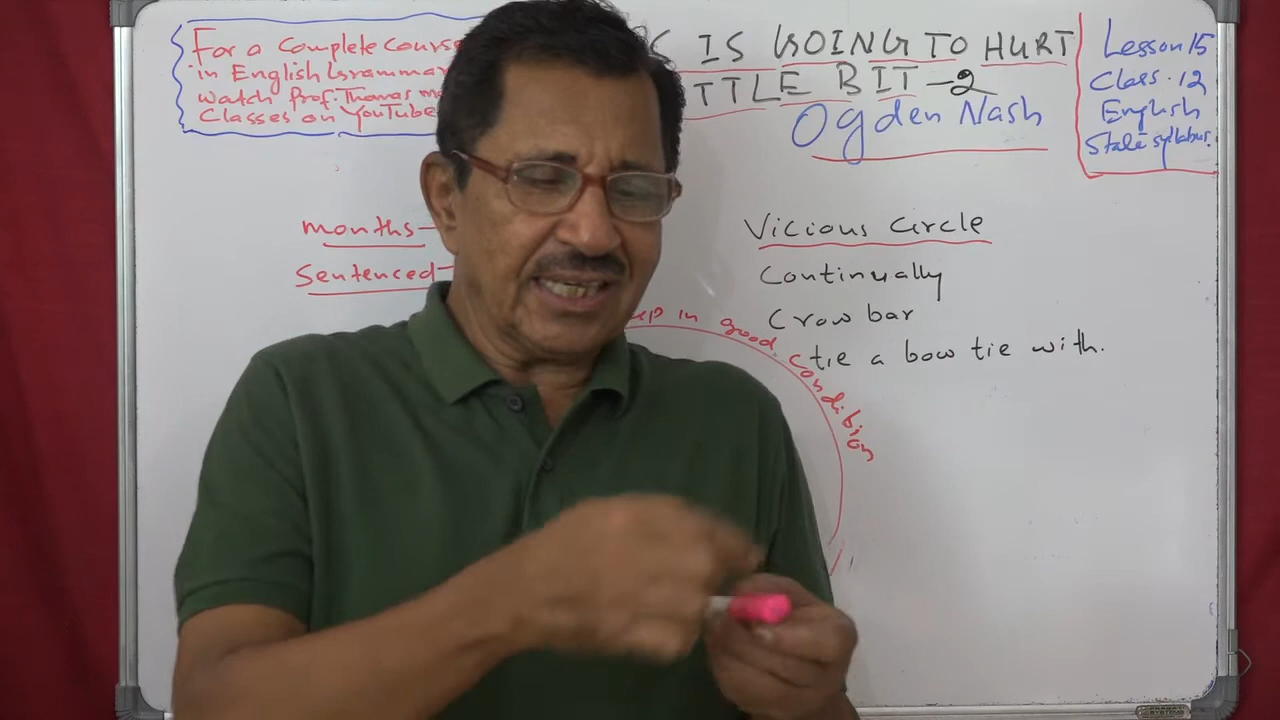 For a Complete Cours
in English Grammar
watch Prof. Thomas
Classes on YouTube
S IS GOING TO HURT
TTLE BIT -2
Ogden Nash
Lesson 15
Class. 12
English
State syllabus.
months-
Sentenced-
Vicious Circle
Continually
Crow bar
tie a bow tie with.
ep in good condition